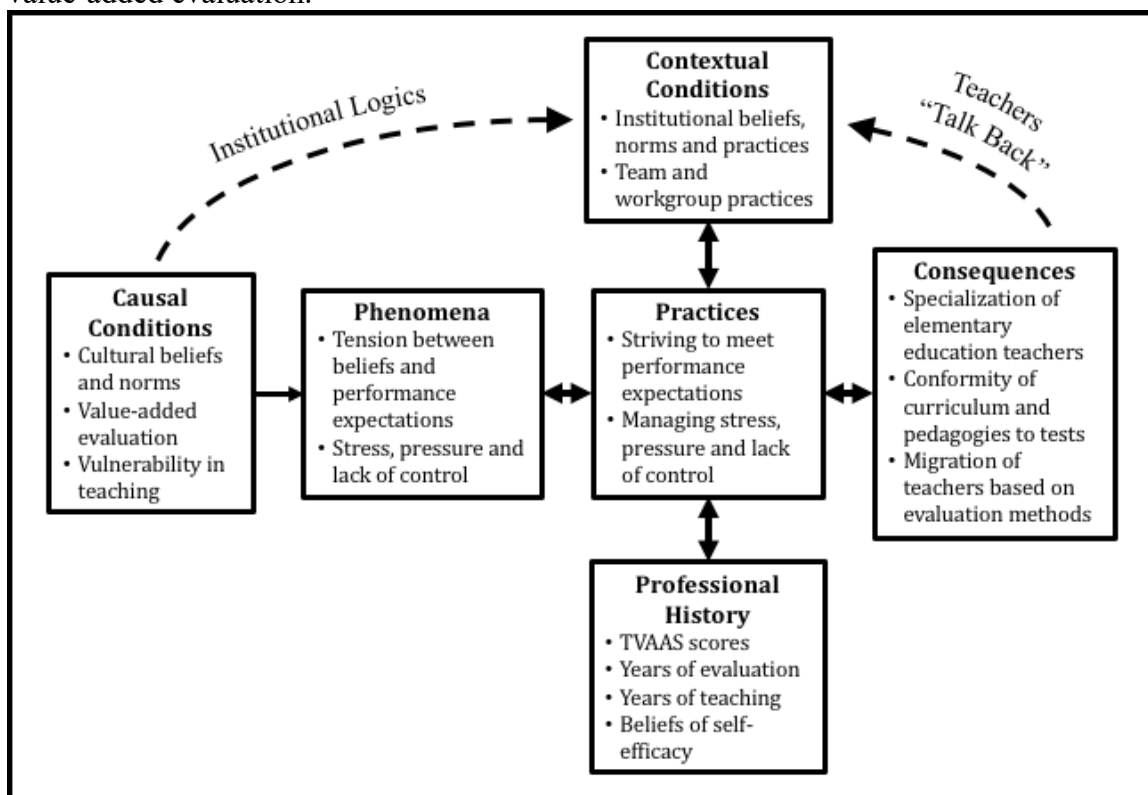 value-added evaluation.
Institutional Logics
Contextual
Conditions
• Institutional beliefs,
norms and practices
• Team and
workgroup practices
Teachers
“Talk Back”
Causal
Conditions
• Cultural beliefs
and norms
• Value-added
evaluation
• Vulnerability in
teaching
Phenomena
• Tension between
beliefs and
performance
expectations
• Stress, pressure and
lack of control
Practices
• Striving to meet
performance
expectations
• Managing stress,
pressure and lack
of control
Consequences
• Specialization of
elementary
education teachers
• Conformity of
curriculum and
pedagogies to tests
• Migration of
teachers based on
evaluation methods
Professional
History
• TVAAS scores
• Years of evaluation
• Years of teaching
• Beliefs of self-
efficacy